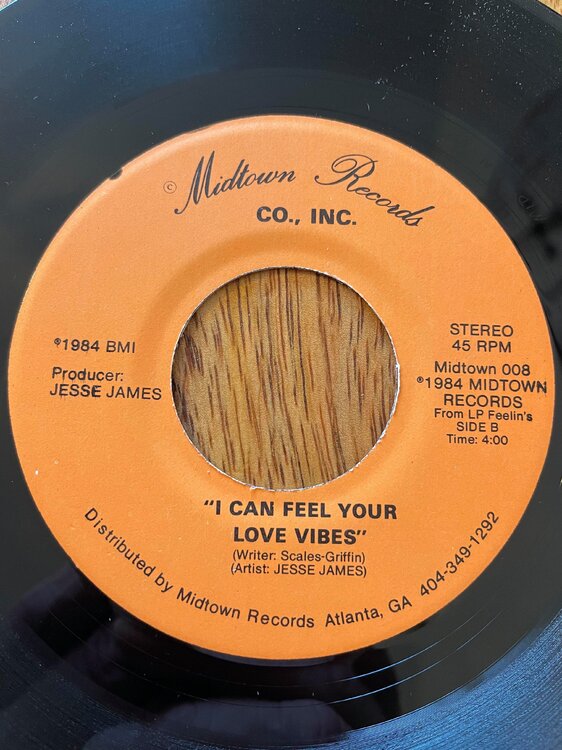 © Midtown Records
CO., INC.
℗1984 BMI
Producer:
JESSE JAMES
STEREO
45 RPM
Midtown 008
℗1984 MIDTOWN
RECORDS
From LP Feelin's
SIDE B
Time: 4:00
"I CAN FEEL YOUR
LOVE VIBES"
(Writer: Scales-Griffin)
(Artist: JESSE JAMES)
Distributed by Midtown Records Atlanta, GA 404-349-1292